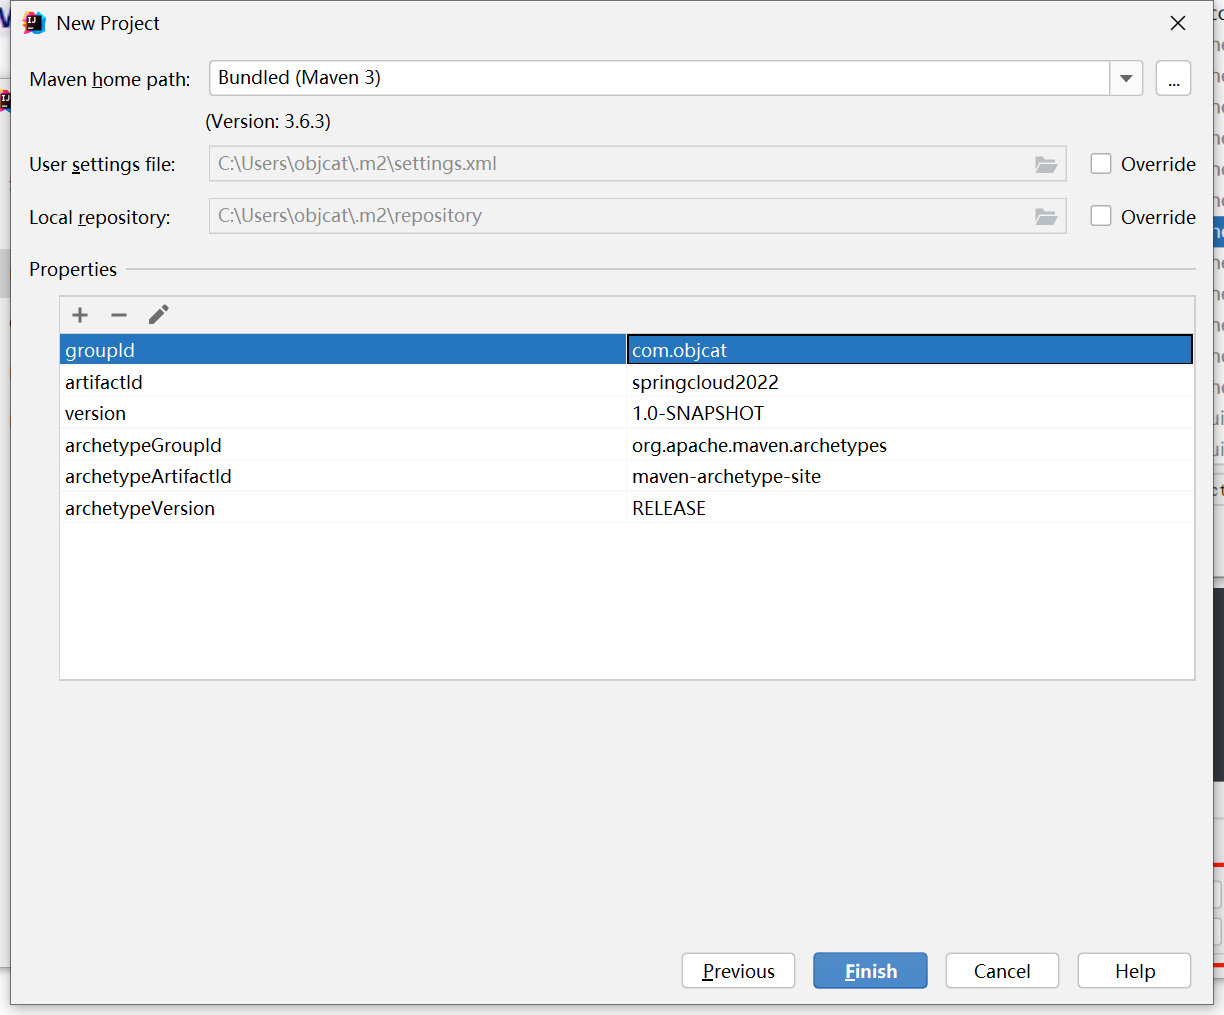 New Project
Maven home path: Bundled (Maven 3) ...
(Version: 3.6.3)
User settings file: C:\Users\objcat\.m2\settings.xml Override
Local repository: C:\Users\objcat\.m2\repository Override
Properties
groupId com.objcat
artifactId springcloud2022
version 1.0-SNAPSHOT
archetypeGroupId org.apache.maven.archetypes
archetypeArtifactId maven-archetype-site
archetypeVersion RELEASE
Previous Finish Cancel Help